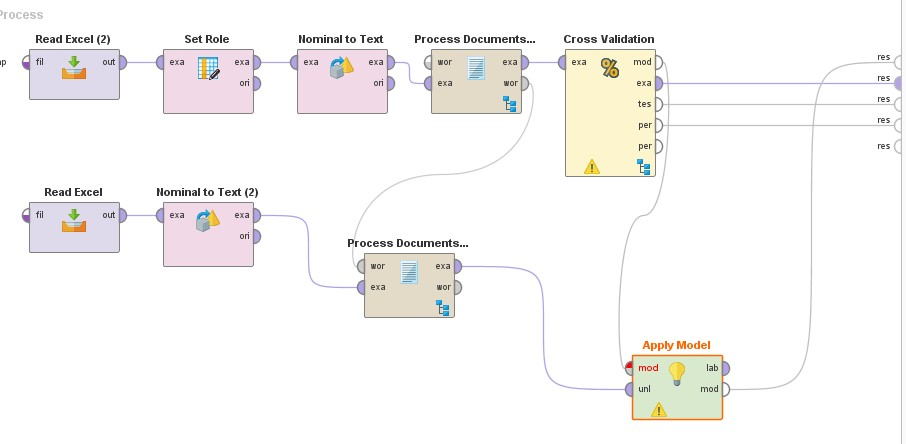 Process
Read Excel (2)
Set Role
Nominal to Text
Process Documents...
Cross Validation
p
fil
out
exa
exa
ori
exa
exa
ori
wor
exa
exa
wor
exa
mod
exa
tes
per
per
%
res
res
res
res
res
Read Excel
Nominal to Text (2)
fil
out
exa
exa
ori
Process Documents...
wor
exa
exa
wor
Apply Model
mod
lab
unl
mod